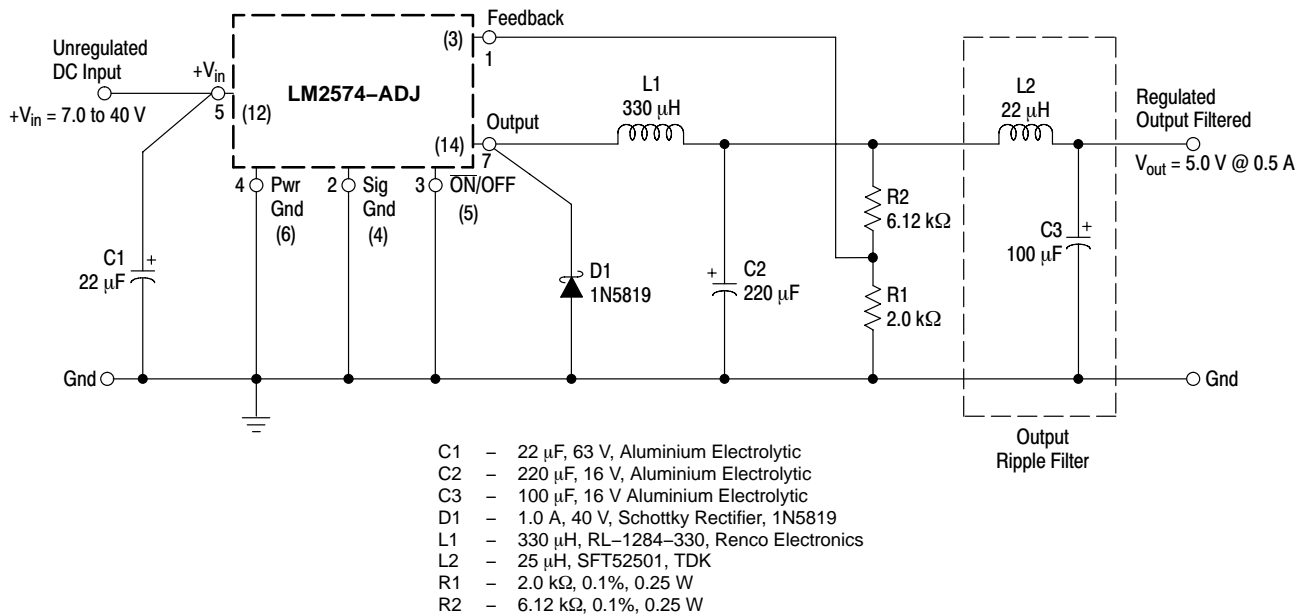 Feedback
(3)
1
Unregulated
DC Input
+Vin
LM2574–ADJ
L1
330 μH
L2
22 μH
Regulated
Output Filtered
+Vin = 7.0 to 40 V
5
(12)
Output
(14)
7
Vout = 5.0 V @ 0.5 A
4
Pwr
Gnd
(6)
2
Sig
Gnd
(4)
3
ON/OFF
(5)
R2
6.12 kΩ
C3
100 μF
+
C1
22 μF
+
D1
1N5819
+
C2
220 μF
R1
2.0 kΩ
Gnd
Gnd
Output
Ripple Filter
C1 – 22 μF, 63 V, Aluminium Electrolytic
C2 – 220 μF, 16 V, Aluminium Electrolytic
C3 – 100 μF, 16 V Aluminium Electrolytic
D1 – 1.0 A, 40 V, Schottky Rectifier, 1N5819
L1 – 330 μH, RL–1284–330, Renco Electronics
L2 – 25 μH, SFT52501, TDK
R1 – 2.0 kΩ, 0.1%, 0.25 W
R2 – 6.12 kΩ, 0.1%, 0.25 W